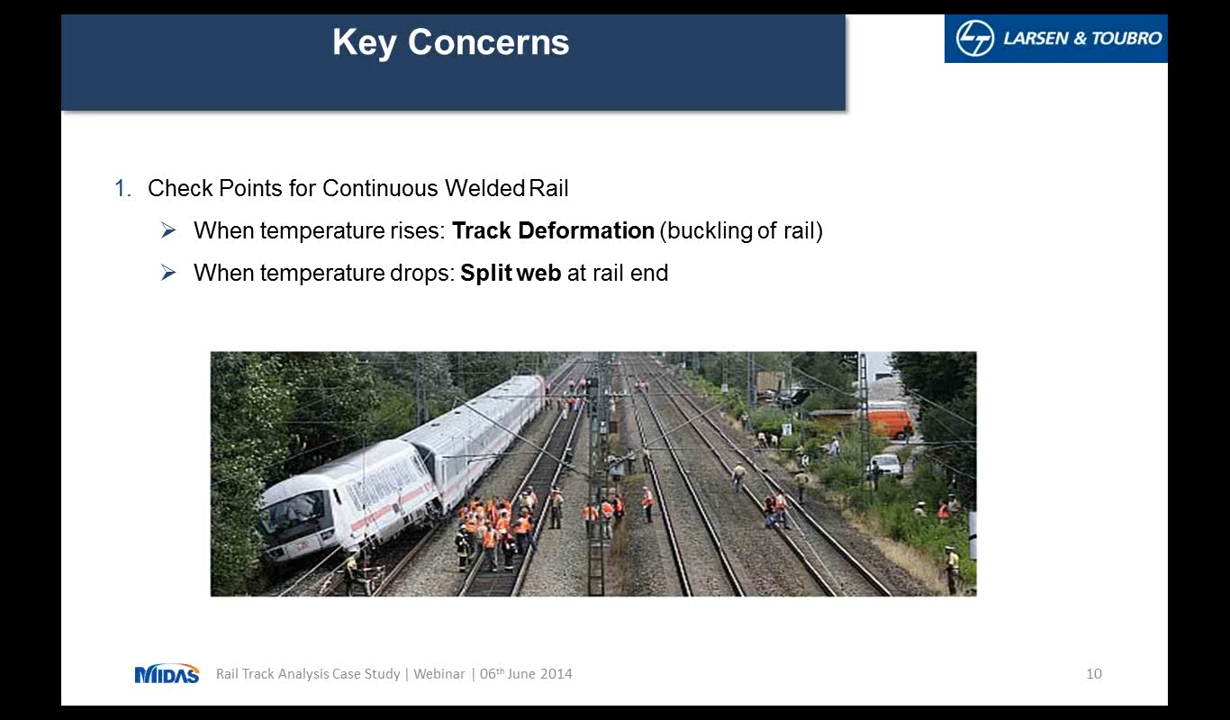 Key Concerns
LARSEN & TOUBRO
1. Check Points for Continuous Welded Rail
➢ When temperature rises: Track Deformation (buckling of rail)
➢ When temperature drops: Split web at rail end
MIDAS Rail Track Analysis Case Study | Webinar | 06th June 2014 10